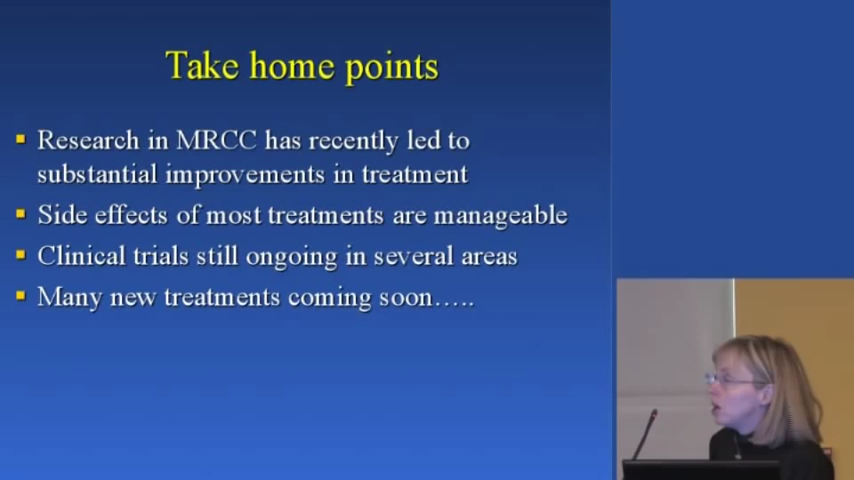 Take home points
Research in MRCC has recently led to
substantial improvements in treatment
Side effects of most treatments are manageable
Clinical trials still ongoing in several areas
Many new treatments coming soon…..